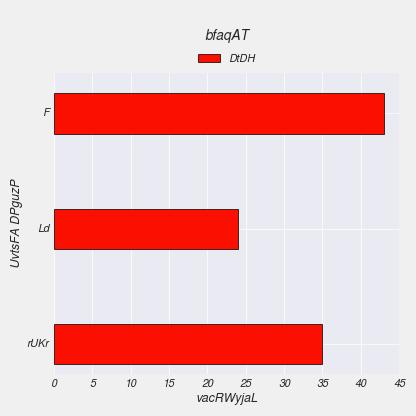 bfaqAT
DtDH
F
Ld
rUKr
UvtsFA DPguzP
0 5 10 15 20 25 30 35 40 45
vacRWyjaL